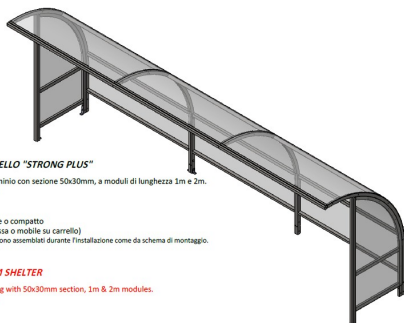 ELLO "STRONG PLUS"
minio con sezione 50x30mm, a moduli di lunghezza 1m e 2m.
e o compatto
ssa o mobile su carrello)
ono assemblati durante l'installazione come da schema di montaggio.
M SHELTER
ng with 50x30mm section, 1m & 2m modules.